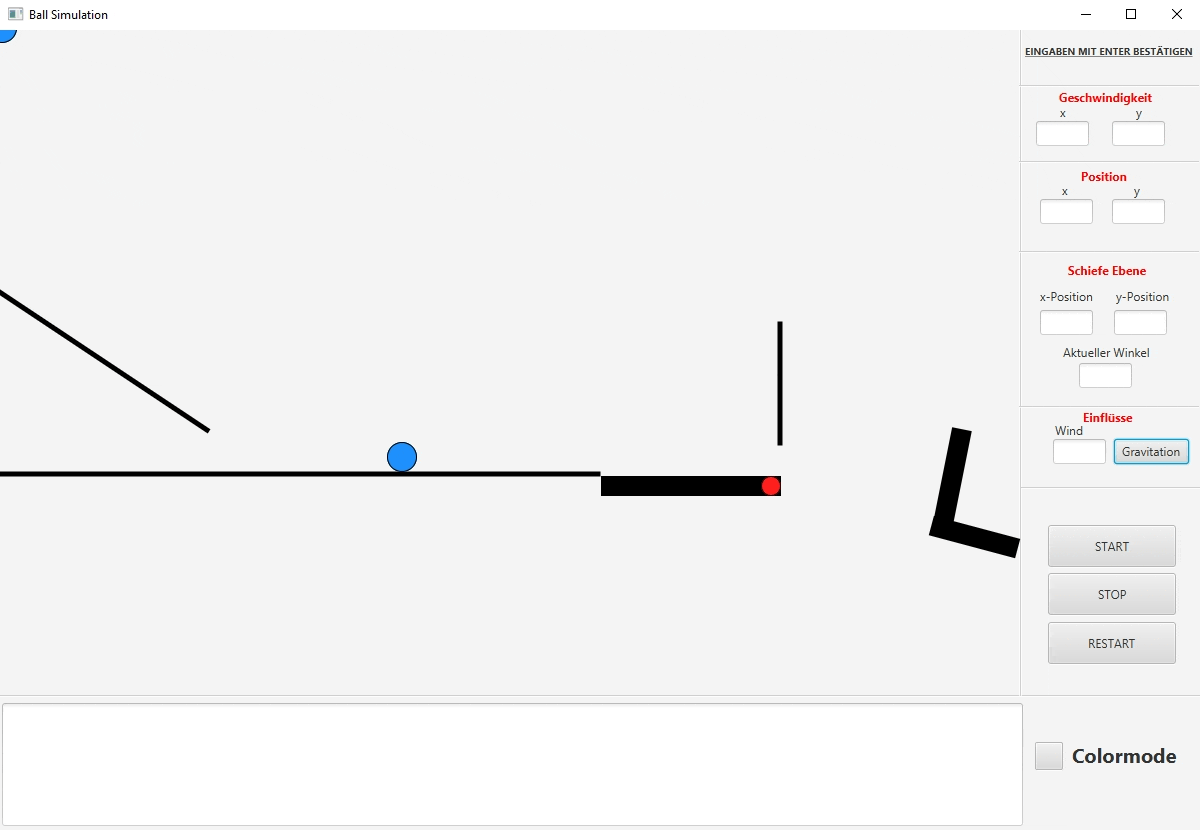 Ball Simulation
EINGABEN MIT ENTER BESTÄTIGEN
Geschwindigkeit
x y
Position
x y
Schiefe Ebene
x-Position y-Position
Aktueller Winkel
Einflüsse
Wind
Gravitation
START
STOP
RESTART
Colormode